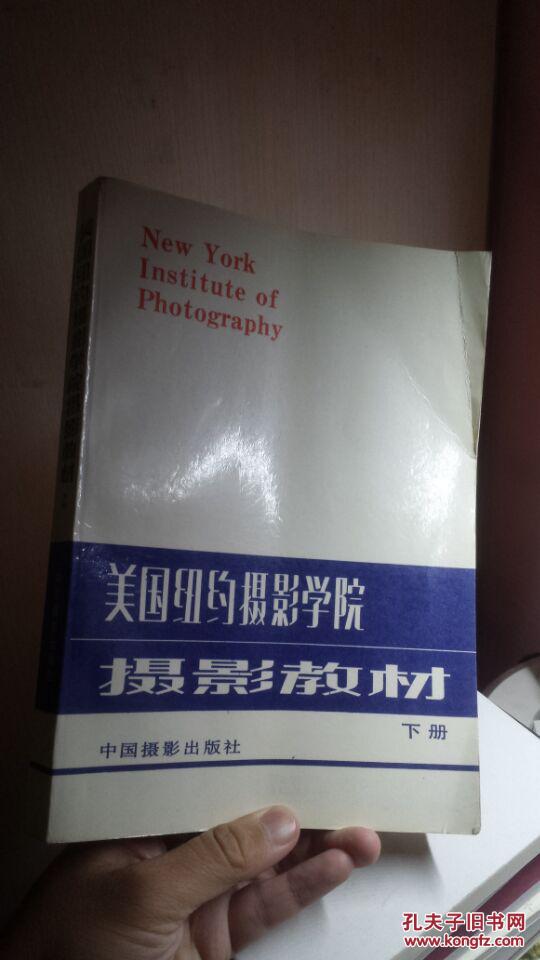 New York
Institute of
Photography
美国纽约摄影学院
摄影教材
下册
中国摄影出版社
孔夫子旧书网
www.kongfz.com